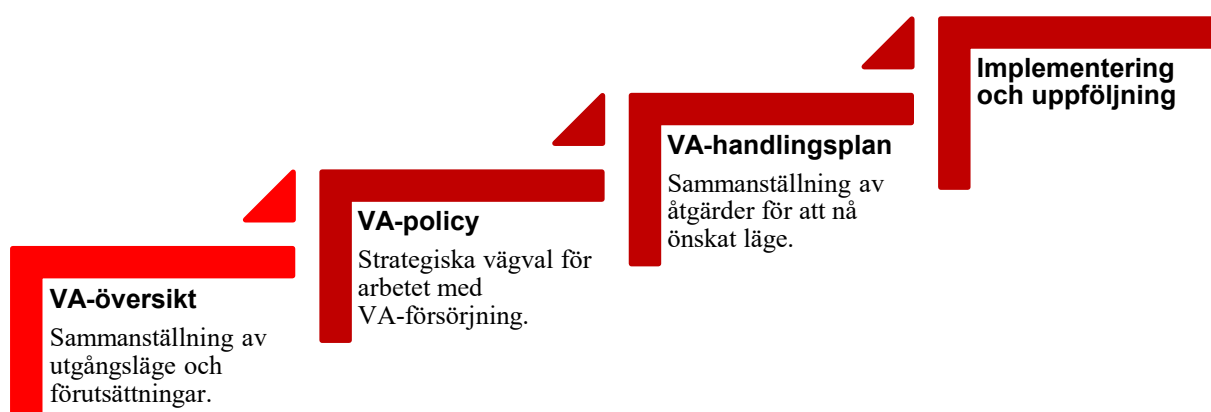 VA-översikt
Sammanställning av
utgångsläge och
förutsättningar.
VA-policy
Strategiska vägval för
arbetet med
VA-försörjning.
VA-handlingsplan
Sammanställning av
åtgärder för att nå
önskat läge.
Implementering
och uppföljning